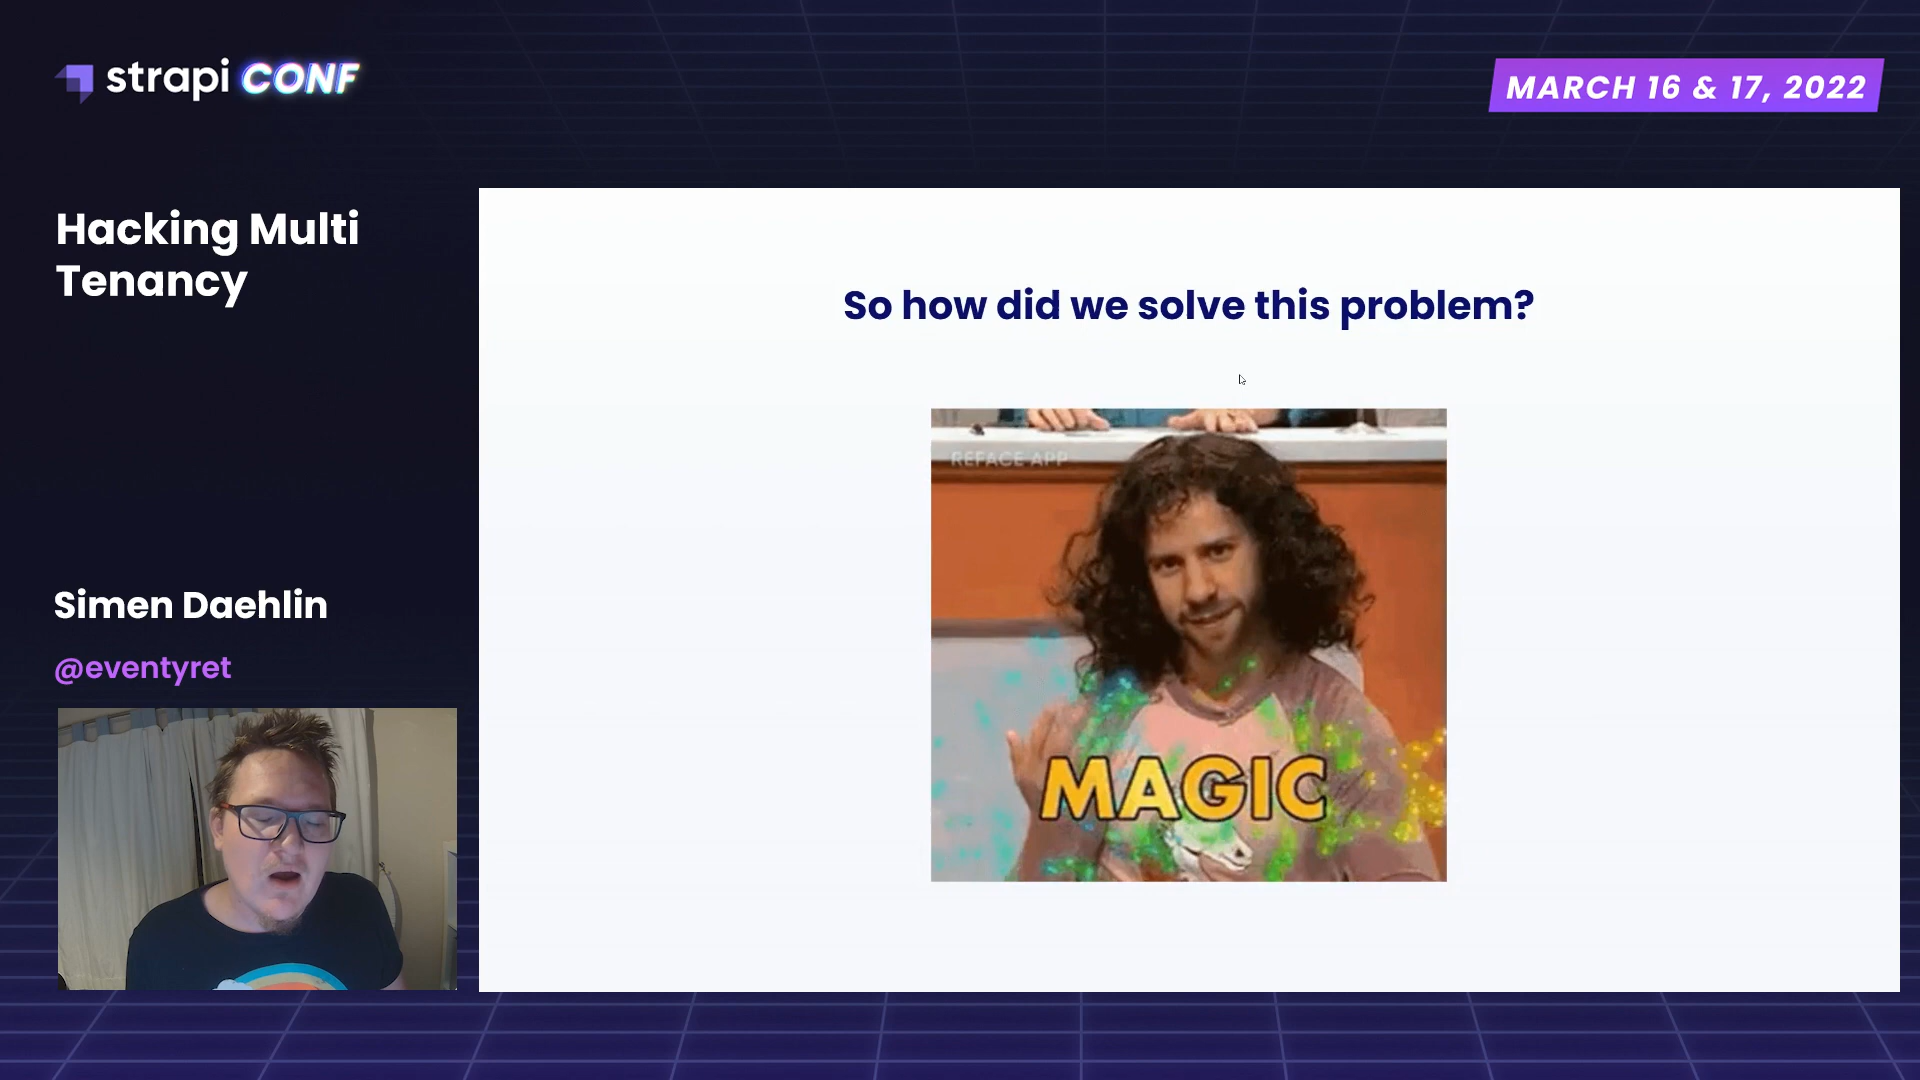 strapi CONF
MARCH 16 & 17, 2022
Hacking Multi
Tenancy
So how did we solve this problem?
REFACE APP
MAGIC
Simen Daehlin
@eventyret